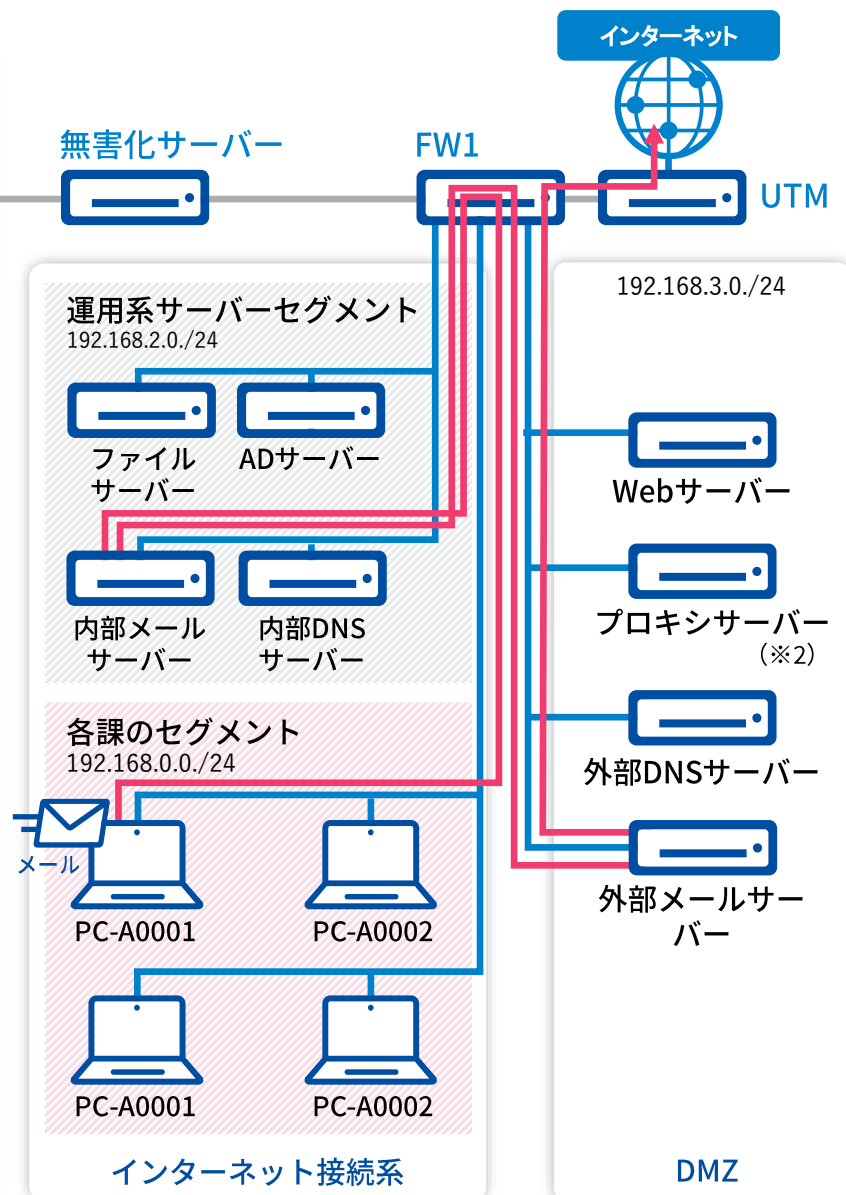 インターネット
無害化サーバー
FW1
UTM
運用系サーバーセグメント
192.168.2.0./24
ファイル
サーバー
ADサーバー
内部メール
サーバー
内部DNS
サーバー
各課のセグメント
192.168.0.0./24
メール
PC-A0001
PC-A0002
PC-A0001
PC-A0002
インターネット接続系
192.168.3.0./24
Webサーバー
プロキシサーバー
（※2）
外部DNSサーバー
外部メールサー
バー
DMZ